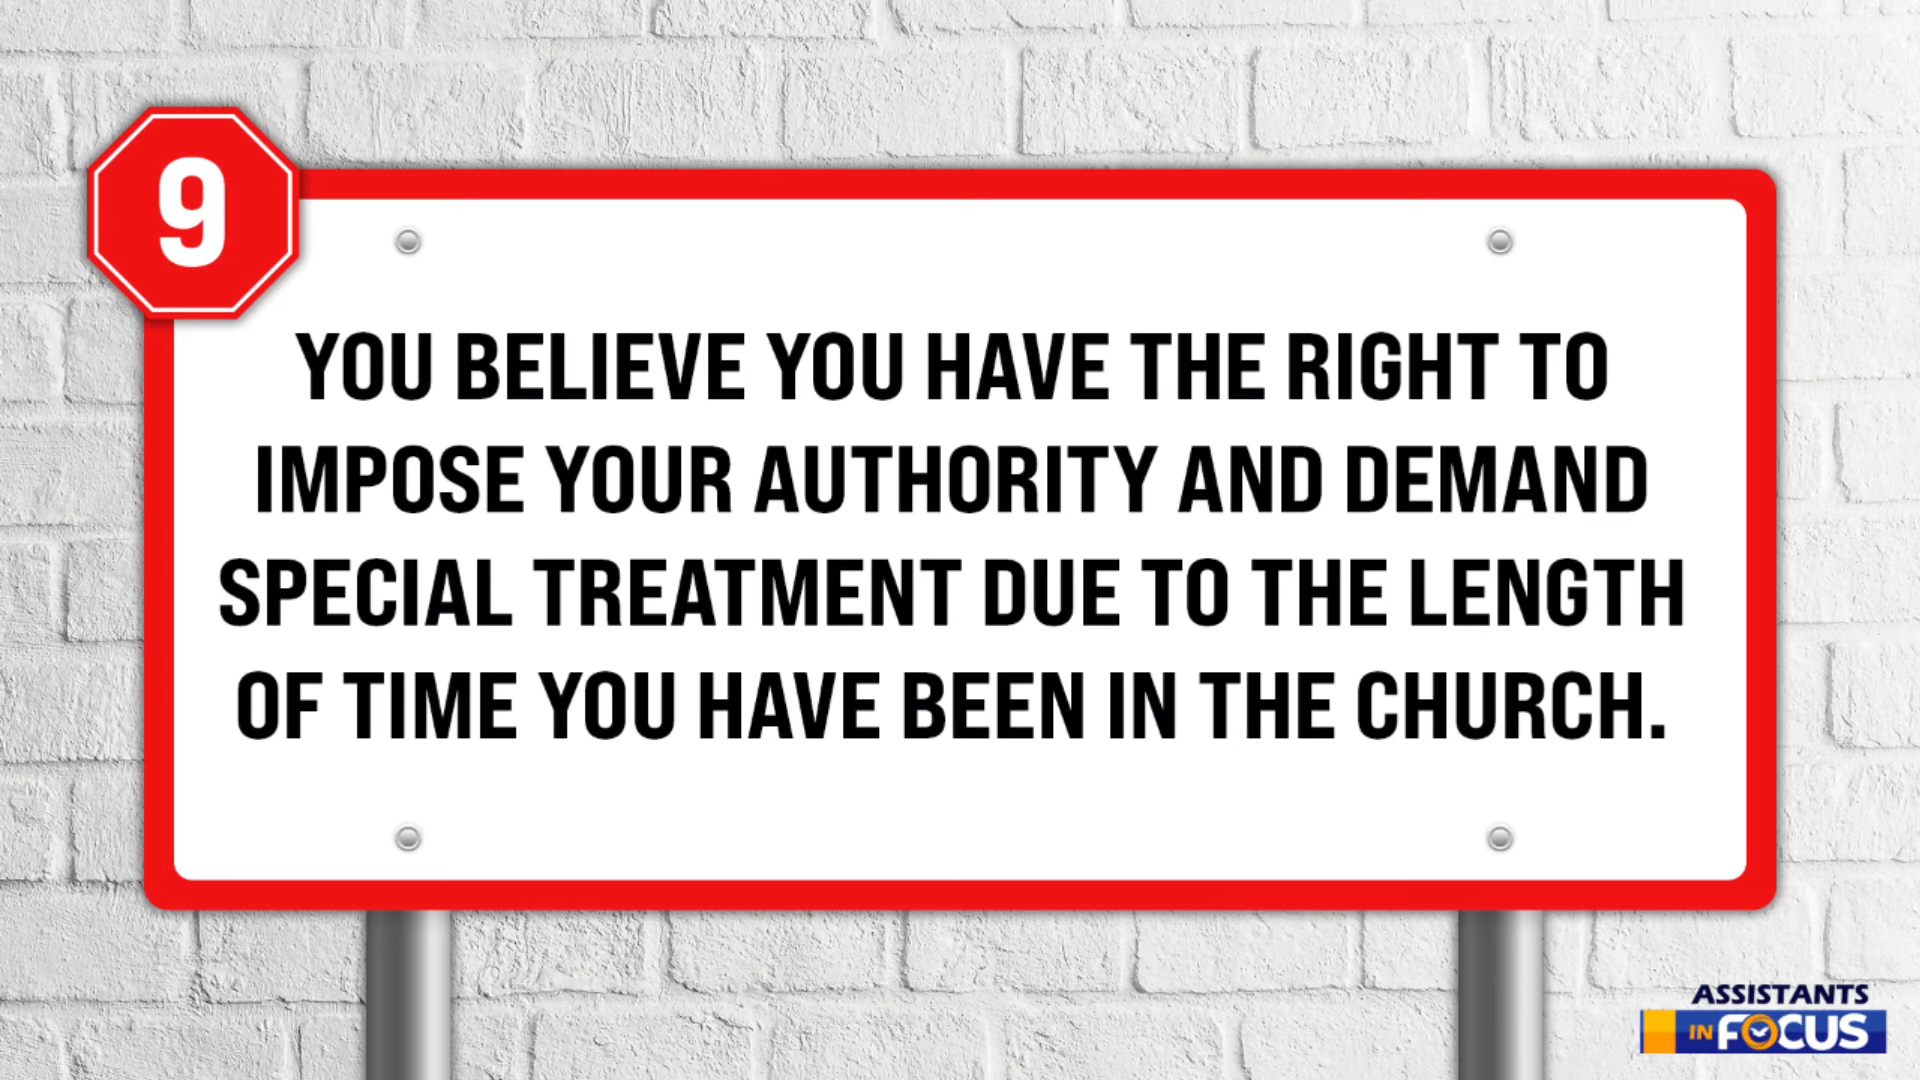 9
YOU BELIEVE YOU HAVE THE RIGHT TO
IMPOSE YOUR AUTHORITY AND DEMAND
SPECIAL TREATMENT DUE TO THE LENGTH
OF TIME YOU HAVE BEEN IN THE CHURCH.
ASSISTANTS
IN FOCUS